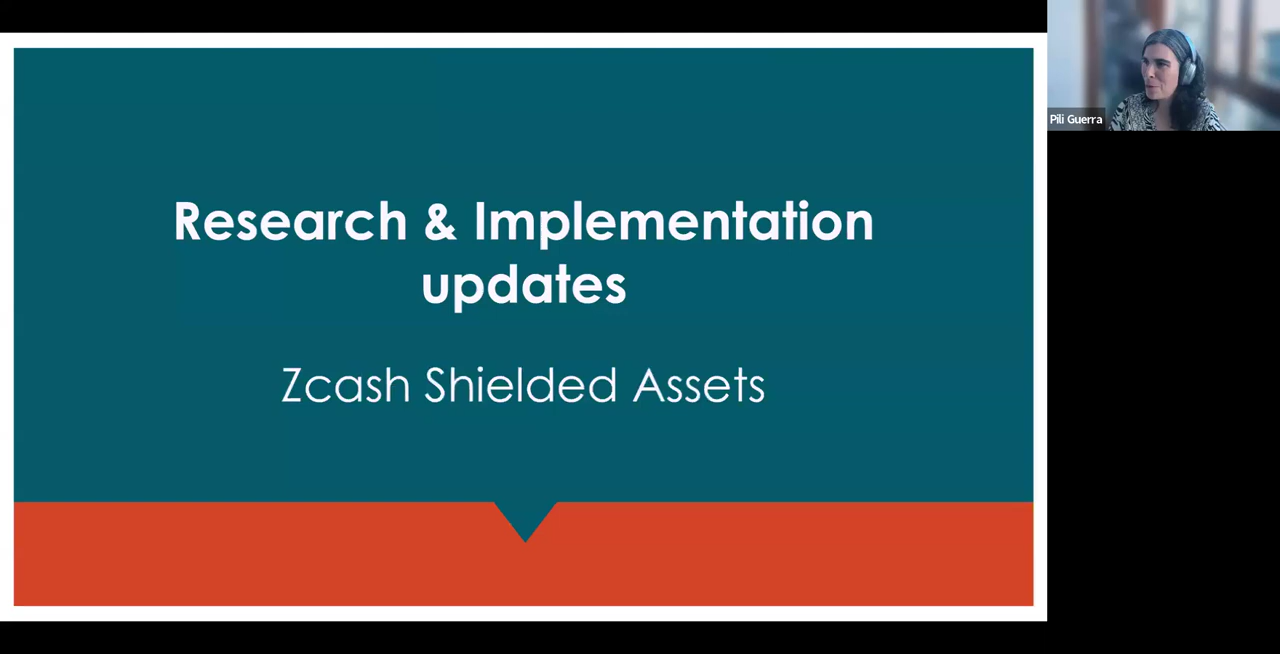 Research & Implementation
updates
Zcash Shielded Assets
Pili Guerra